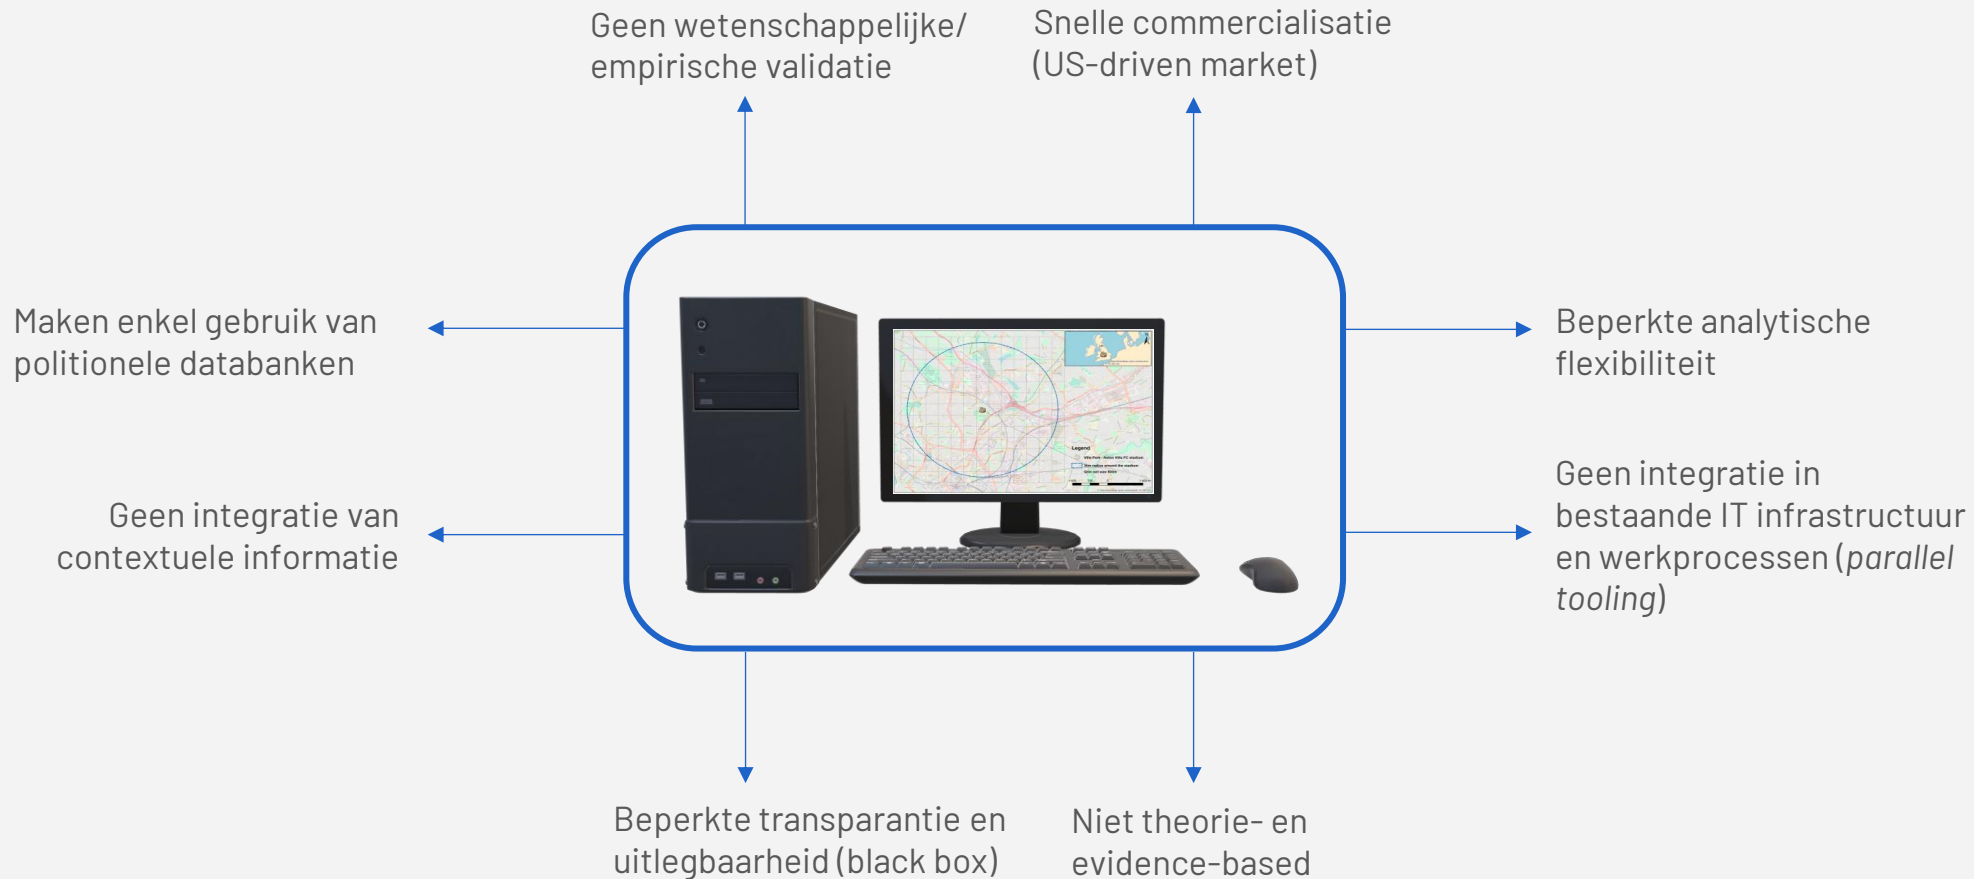 Geen wetenschappelijke/
empirische validatie
Snelle commercialisatie
(US-driven market)
Maken enkel gebruik van
politionele databanken
Geen integratie van
contextuele informatie
Legend
Beperkte analytische
flexibiliteit
Geen integratie in
bestaande IT infrastructuur
en werkprocessen (parallel
tooling)
Beperkte transparantie en
uitlegbaarheid (black box)
Niet theorie- en
evidence-based